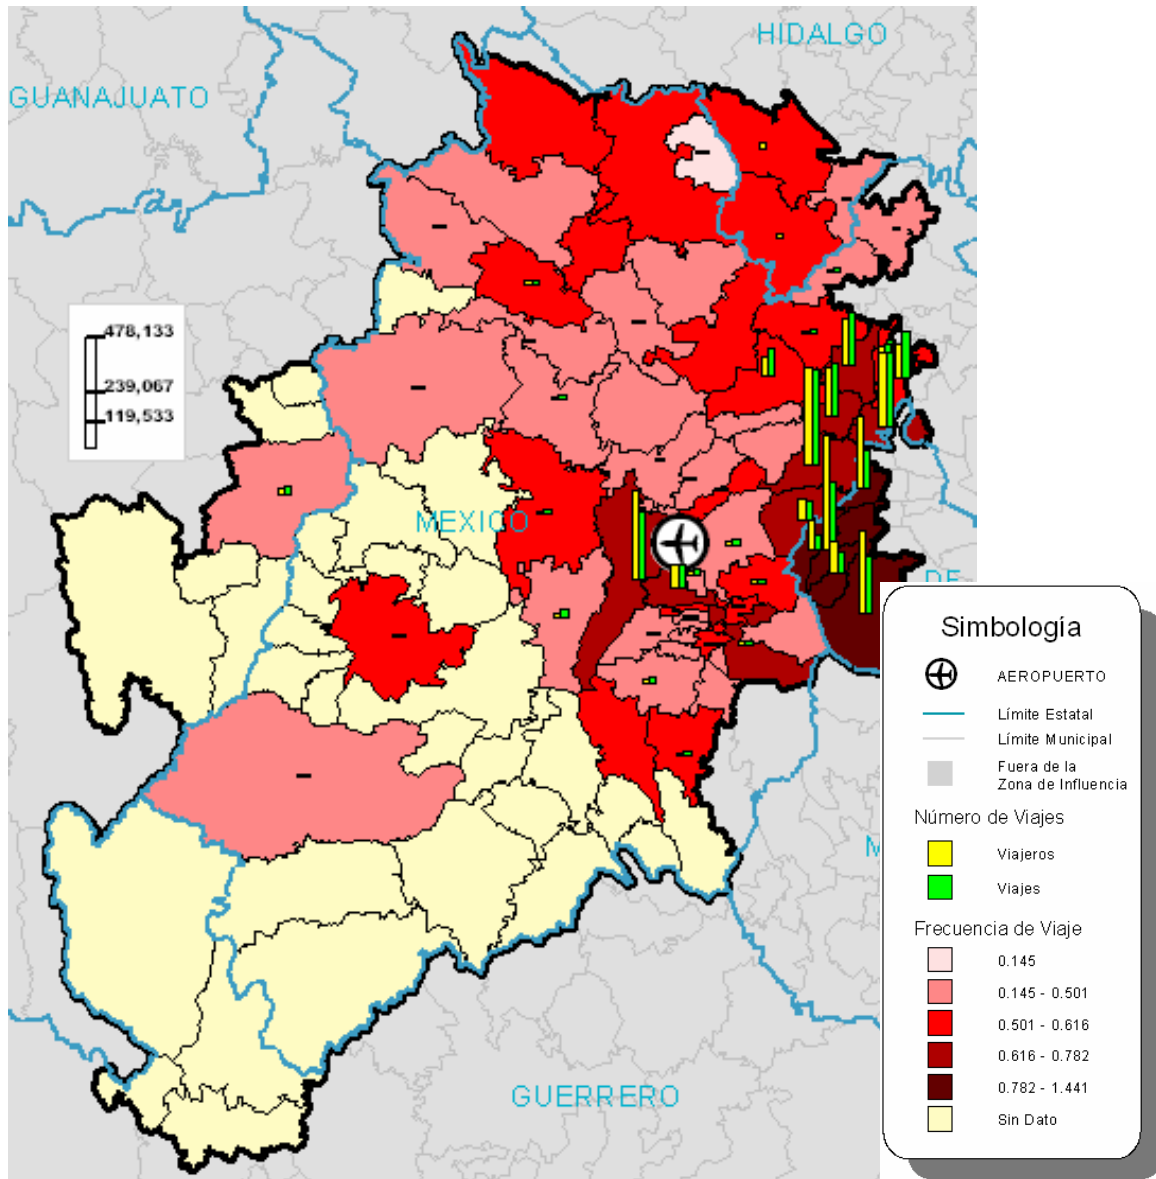 HIDALGO
GUANAJUATO
478,133
239,067
119,533
MEXICO
DE
M
GUERRERO
Simbología
AEROPUERTO
Límite Estatal
Límite Municipal
Fuera de la
Zona de Influencia
Número de Viajes
Viajeros
Viajes
Frecuencia de Viaje
0.145
0.145 - 0.501
0.501 - 0.616
0.616 - 0.782
0.782 - 1.441
Sin Dato